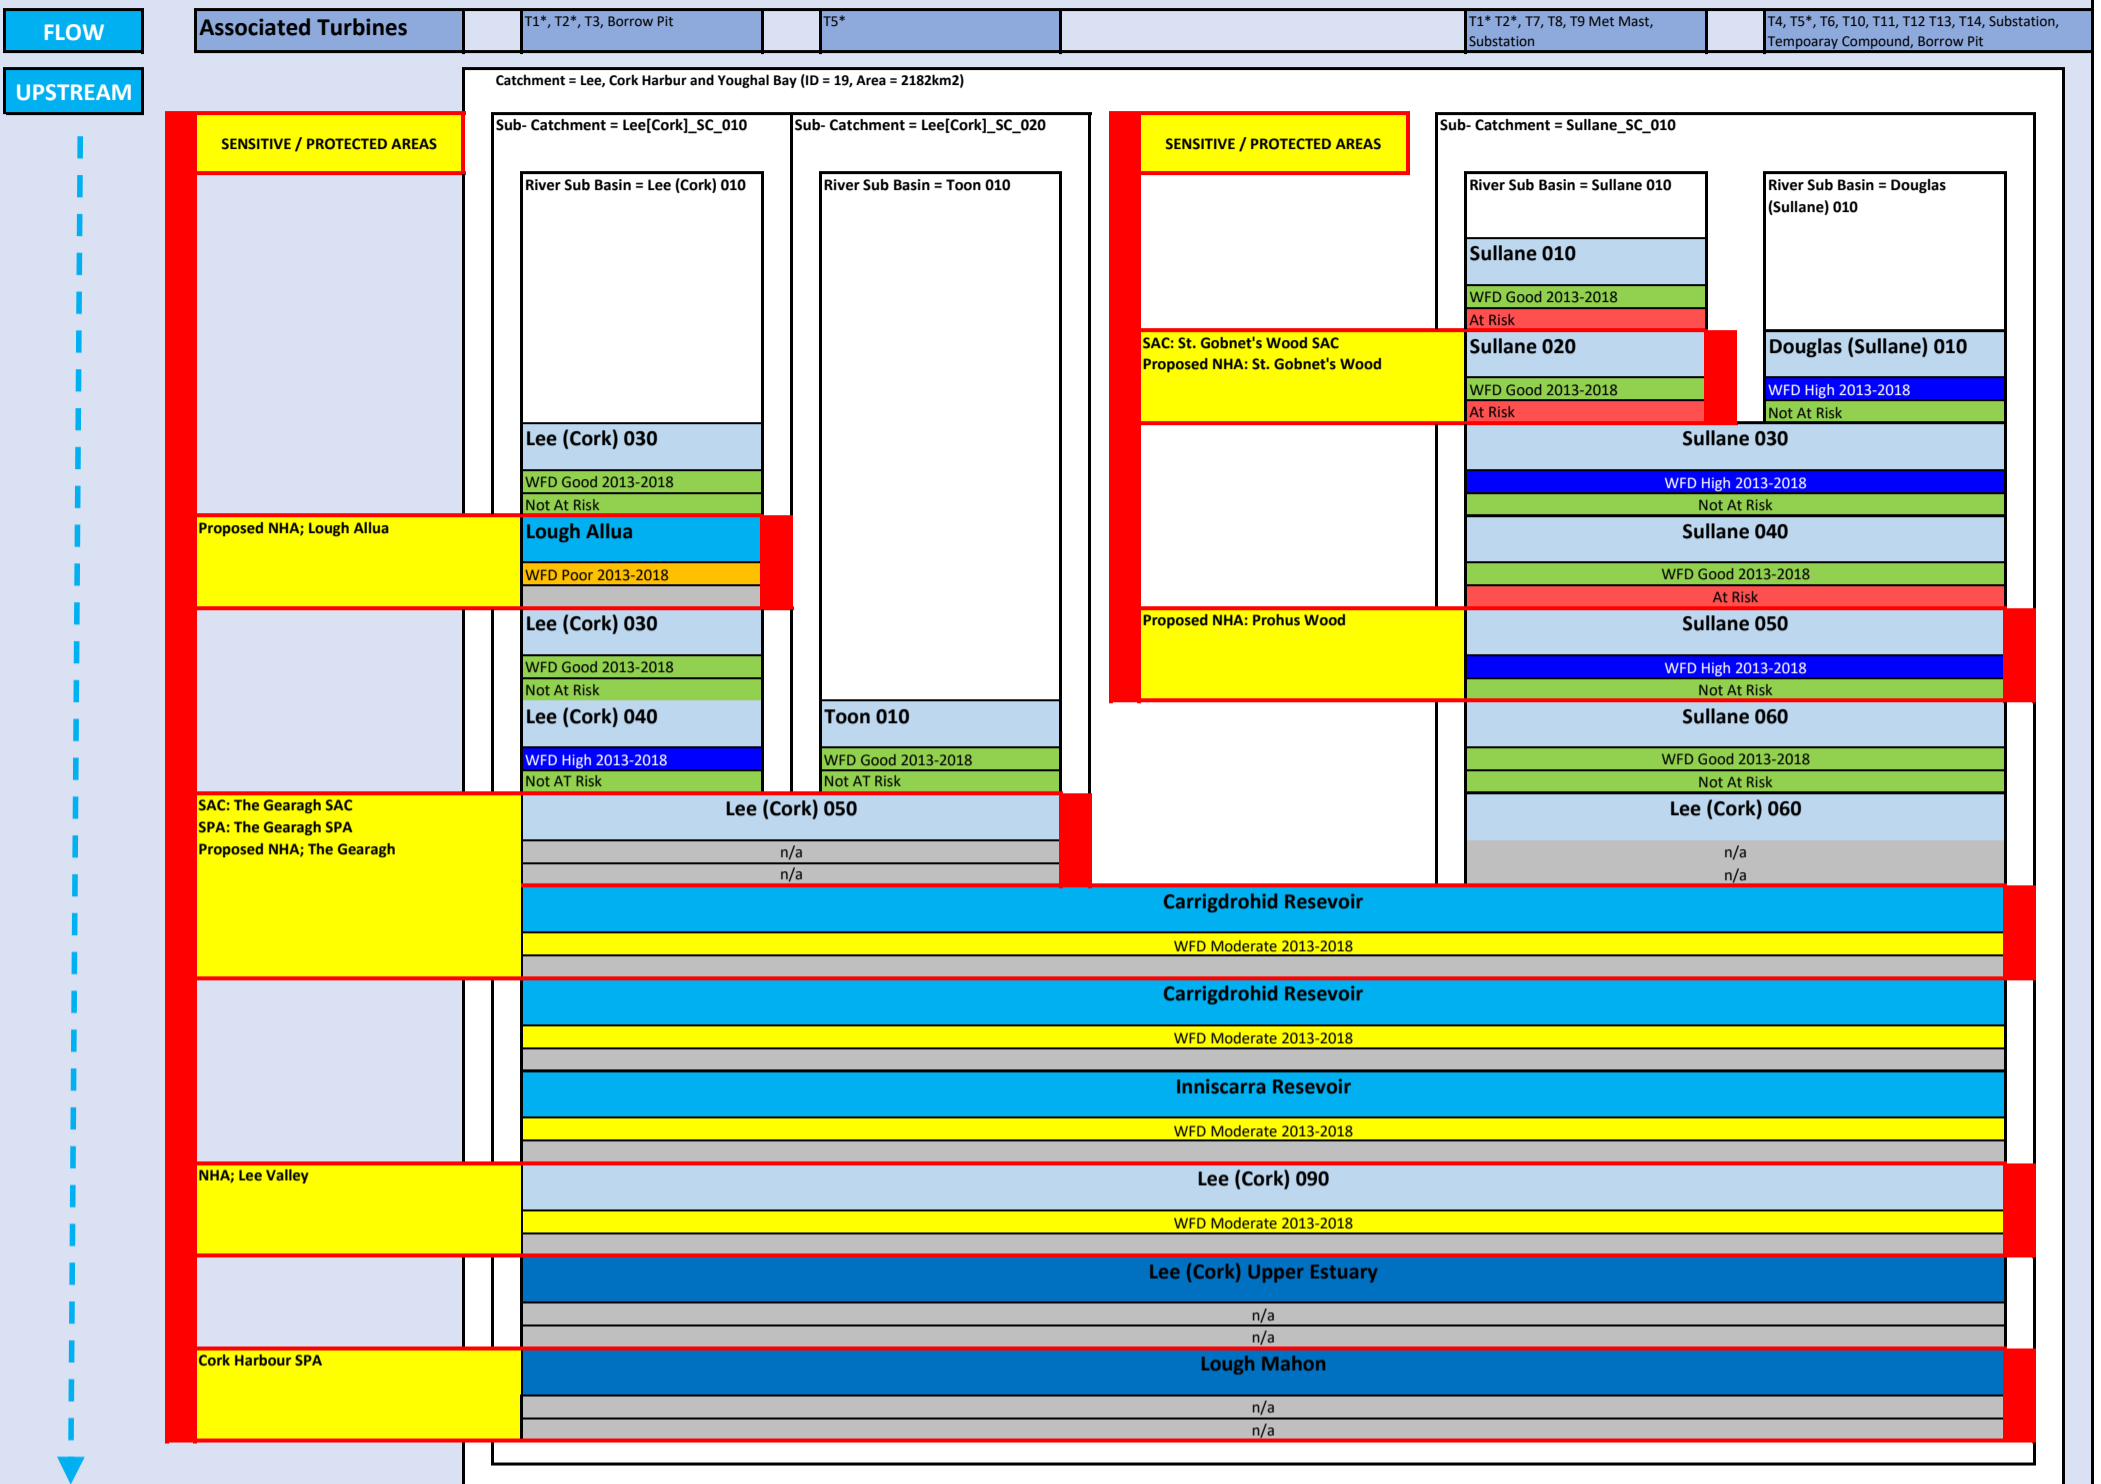 FLOW
Associated Turbines
T1*, T2*, T3, Borrow Pit
T5*
T1* T2*, T7, T8, T9 Met Mast,
Substation
T4, T5*, T6, T10, T11, T12 T13, T14, Substation,
Tempoaray Compound, Borrow Pit
UPSTREAM
Catchment = Lee, Cork Harbur and Youghal Bay (ID = 19, Area = 2182km2)
SENSITIVE / PROTECTED AREAS
Sub- Catchment = Lee[Cork]_SC_010
Sub- Catchment = Lee[Cork]_SC_020
SENSITIVE / PROTECTED AREAS
Sub- Catchment = Sullane_SC_010
River Sub Basin = Lee (Cork) 010
River Sub Basin = Toon 010
River Sub Basin = Sullane 010
River Sub Basin = Douglas
(Sullane) 010
Sullane 010
WFD Good 2013-2018
At Risk
SAC: St. Gobnet's Wood SAC
Proposed NHA: St. Gobnet's Wood
Sullane 020
WFD Good 2013-2018
At Risk
Douglas (Sullane) 010
WFD High 2013-2018
Not At Risk
Lee (Cork) 030
WFD Good 2013-2018
Not At Risk
Sullane 030
WFD High 2013-2018
Not At Risk
Proposed NHA; Lough Allua
Lough Allua
WFD Poor 2013-2018
Sullane 040
WFD Good 2013-2018
At Risk
Lee (Cork) 030
WFD Good 2013-2018
Not At Risk
Proposed NHA: Prohus Wood
Sullane 050
WFD High 2013-2018
Not At Risk
Lee (Cork) 040
WFD High 2013-2018
Not AT Risk
Toon 010
WFD Good 2013-2018
Not AT Risk
Sullane 060
WFD Good 2013-2018
Not At Risk
SAC: The Gearagh SAC
SPA: The Gearagh SPA
Proposed NHA; The Gearagh
Lee (Cork) 050
n/a
n/a
Lee (Cork) 060
n/a
n/a
Carrigdrohid Resevoir
WFD Moderate 2013-2018
Carrigdrohid Resevoir
WFD Moderate 2013-2018
Inniscarra Resevoir
WFD Moderate 2013-2018
NHA; Lee Valley
Lee (Cork) 090
WFD Moderate 2013-2018
Lee (Cork) Upper Estuary
n/a
n/a
Cork Harbour SPA
Lough Mahon
n/a
n/a